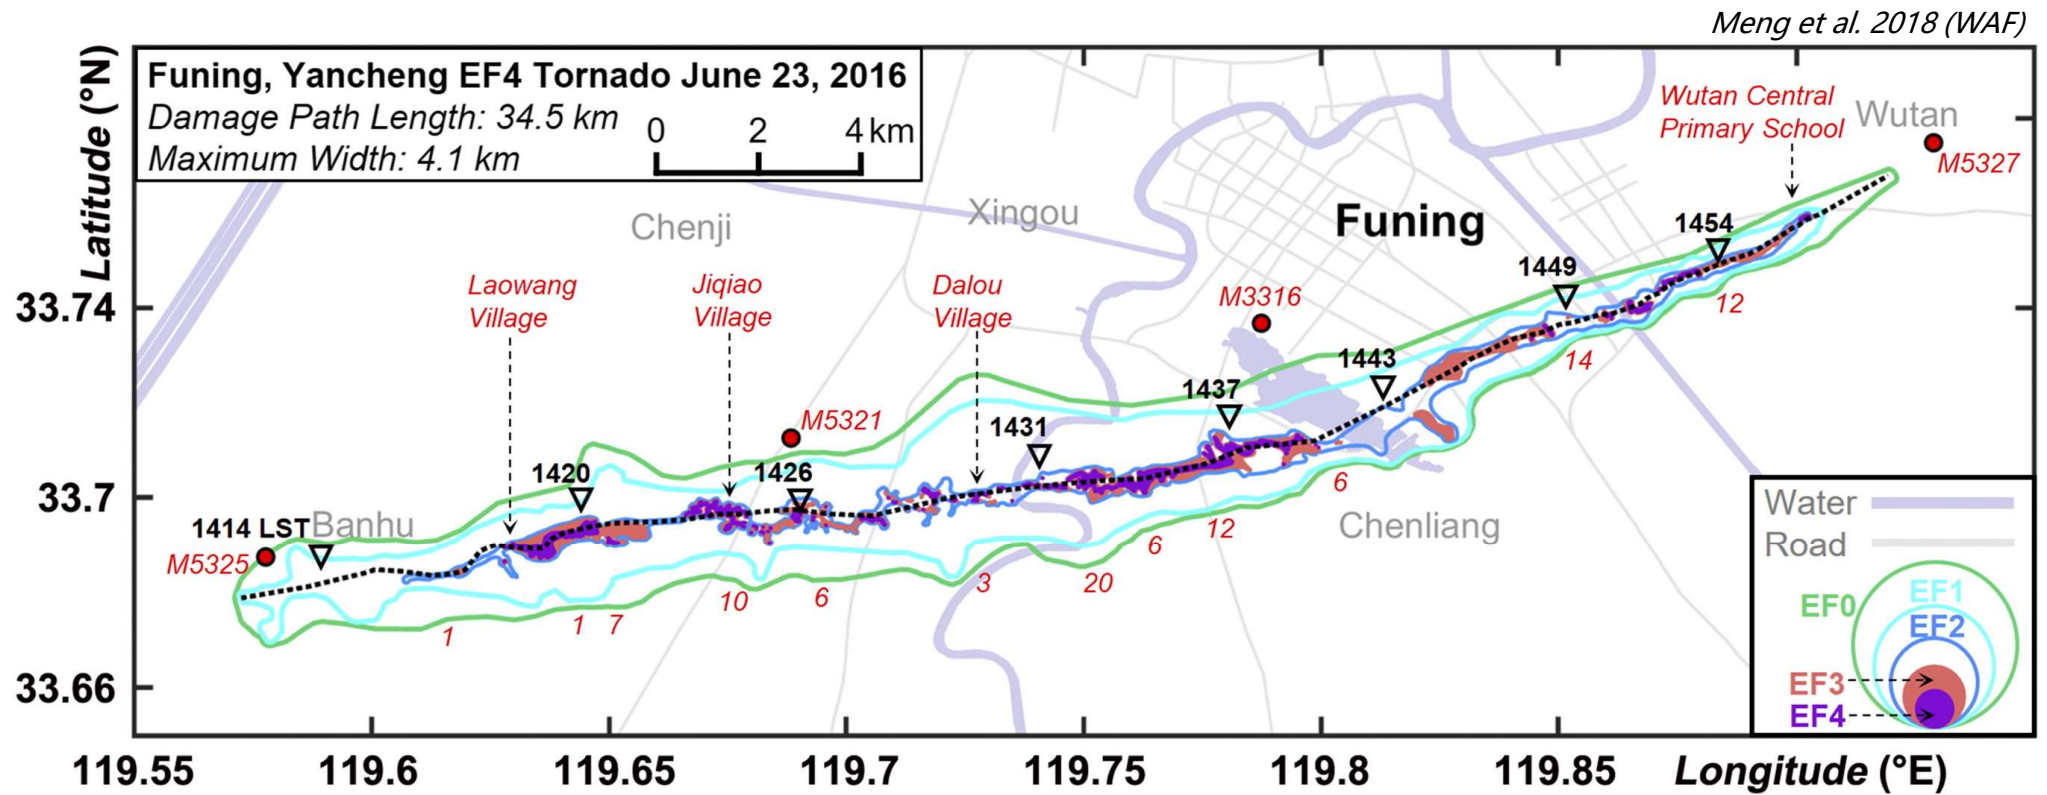 Meng et al. 2018 (WAF)
Funing, Yancheng EF4 Tornado June 23, 2016
Damage Path Length: 34.5 km
Maximum Width: 4.1 km
0 2 4 km
Latitude (°N)
33.74
33.7
33.66
Wutan Central
Primary School
Wutan
M5327
Chenji
Xingou
Funing
1454
1449
12
Laowang
Village
Jiqiao
Village
Dalou
Village
M3316
1443
14
1437
M5321
1431
1420
1426
6
1414 LST
Banhu
M5325
Chenliang
12
6
3
20
10
6
1
1
7
Water
Road
EF0
EF1
EF2
EF3
EF4
119.55
119.6
119.65
119.7
119.75
119.8
119.85
Longitude (°E)